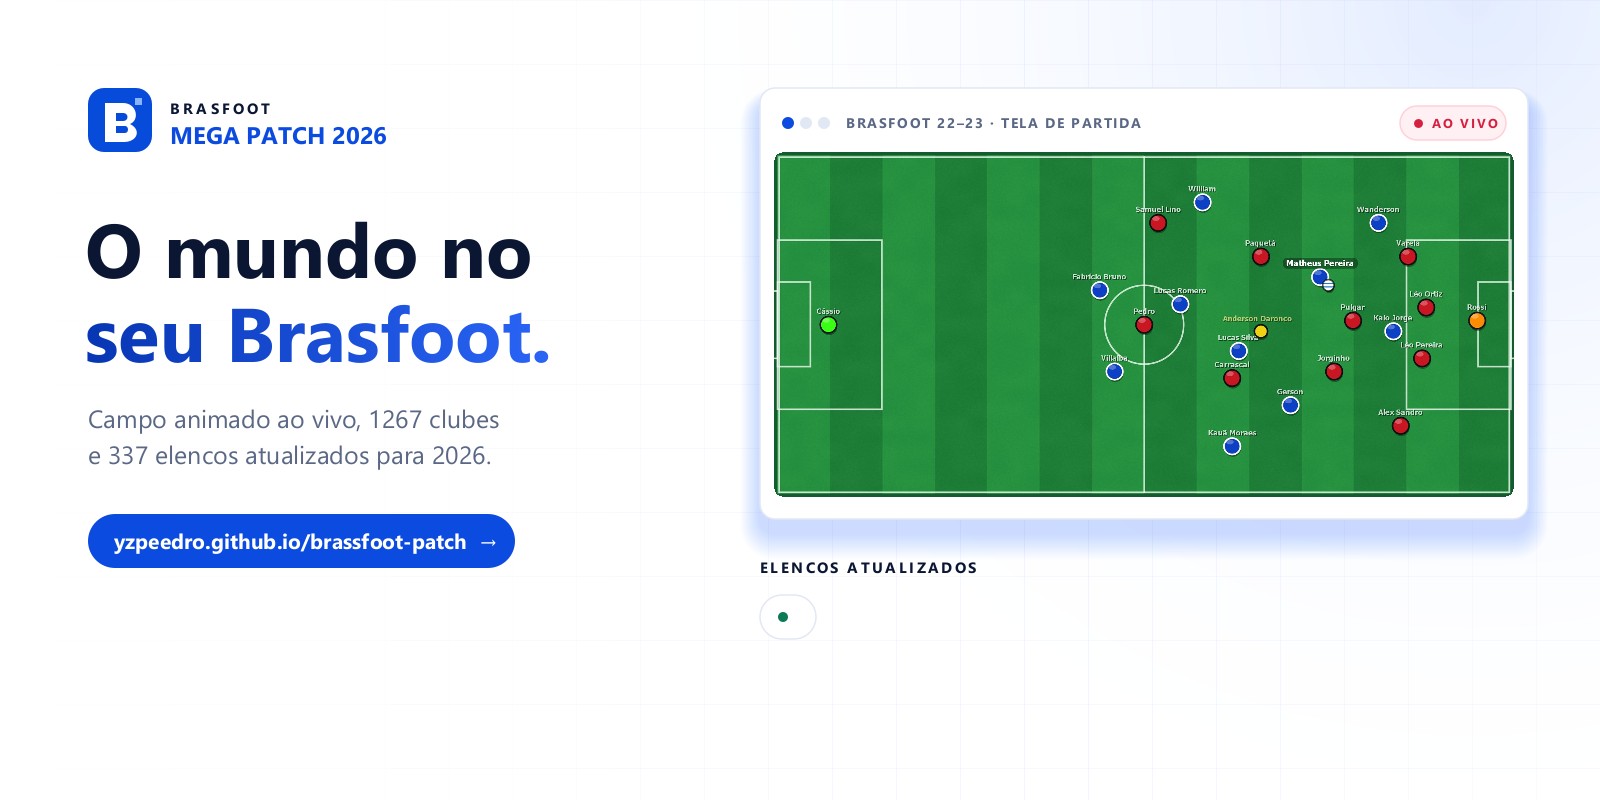 BRASFOOT
MEGA PATCH 2026
O mundo no
seu Brasfoot.
Campo animado ao vivo, 1267 clubes
e 337 elencos atualizados para 2026.
yzpeedro.github.io/brassfoot-patch →
BRASFOOT 22–23 · TELA DE PARTIDA
AO VIVO
William
Samuel Lino
Wanderson
Paquetá
Varela
Matheus Pereira
Fabrício Bruno
Lucas Romero
Léo Ortiz
Cássio
Pedro
Anderson Daronco
Pulgar
Kaio Jorge
Rossi
Lucas Silva
Léo Pereira
Villalba
Carrascal
Jorginho
Gerson
Alex Sandro
Kauã Moraes
ELENCOS ATUALIZADOS